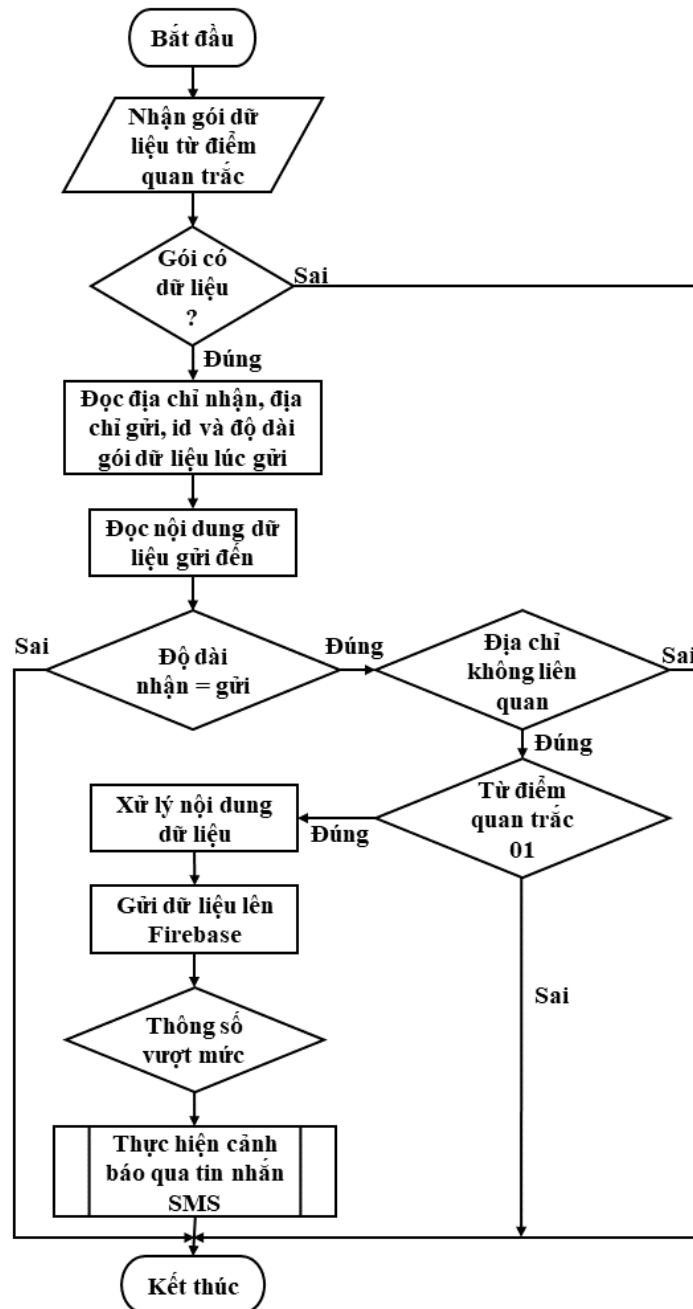 Bắt đầu
Nhận gói dữ
liệu từ điểm
quan trắc
Gói có
dữ liệu
?
Sai
Đúng
Đọc địa chỉ nhận, địa
chỉ gửi, id và độ dài
gói dữ liệu lúc gửi
Đọc nội dung dữ
liệu gửi đến
Sai
Độ dài
nhận = gửi
Đúng
Địa chỉ
không liên
quan
Sai
Đúng
Từ điểm
quan trắc
01
Đúng
Xử lý nội dung
dữ liệu
Gửi dữ liệu lên
Firebase
Sai
Thông số
vượt mức
Thực hiện cảnh
báo qua tin nhắn
SMS
Kết thúc